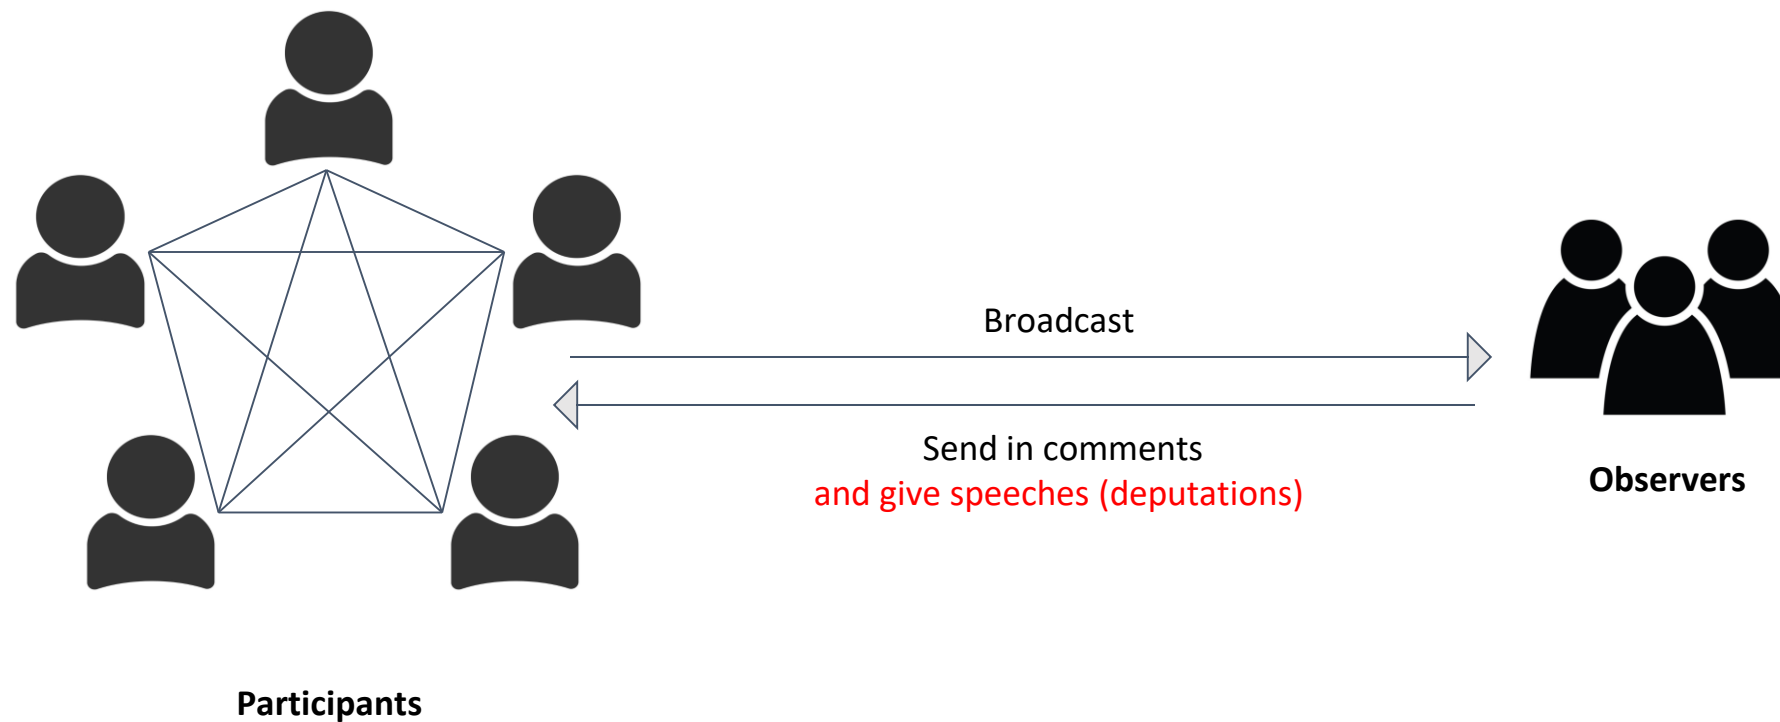 Broadcast
Send in comments
and give speeches (deputations)
Observers
Participants